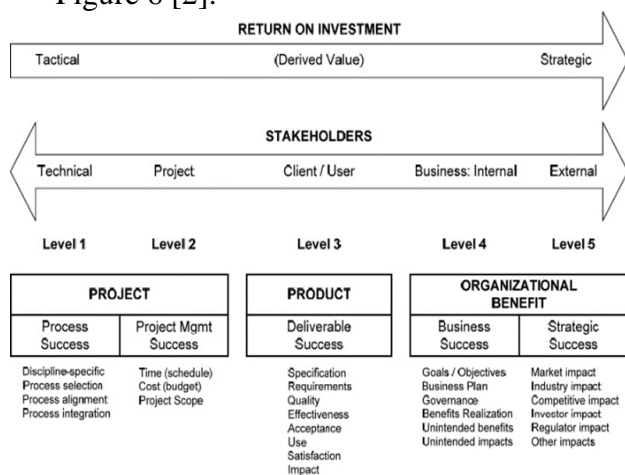 Figure 6 [2].
RETURN ON INVESTMENT
Tactical (Derived Value) Strategic
STAKEHOLDERS
Technical Project Client / User Business: Internal External
Level 1 Level 2 Level 3 Level 4 Level 5
PROJECT
Process Success
Project Mgmt Success
Discipline-specific
Process selection
Process alignment
Process integration
Time (schedule)
Cost (budget)
Project Scope
PRODUCT
Deliverable
Success
Specification
Requirements
Quality
Effectiveness
Acceptance
Use
Satisfaction
Impact
ORGANIZATIONAL
BENEFIT
Business
Success
Strategic
Success
Goals / Objectives
Business Plan
Governance
Benefits Realization
Unintended benefits
Unintended impacts
Market impact
Industry impact
Competitive impact
Investor impact
Regulator impact
Other impacts